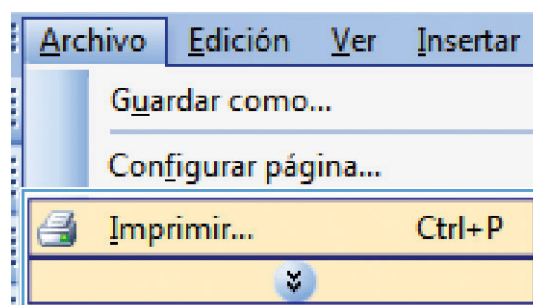 Archivo Edición Ver Insertar
Guardar como...
Configurar página...
Imprimir... Ctrl+P